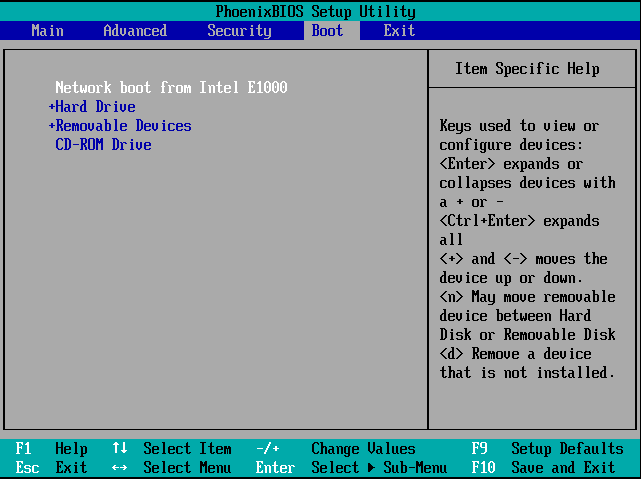 PhoenixBIOS Setup Utility
Main Advanced Security Boot Exit
Network boot from Intel E1000
+Hard Drive
+Removable Devices
CD-ROM Drive
Item Specific Help
Keys used to view or
configure devices:
<Enter> expands or
collapses devices with
a + or -
<Ctrl+Enter> expands
all
<+> and <-> moves the
device up or down.
<n> May move removable
device between Hard
Disk or Removable Disk
<d> Remove a device
that is not installed.
F1 Help ↑↓ Select Item -/+ Change Values F9 Setup Defaults
Esc Exit ↔ Select Menu Enter Select ▶ Sub-Menu F10 Save and Exit